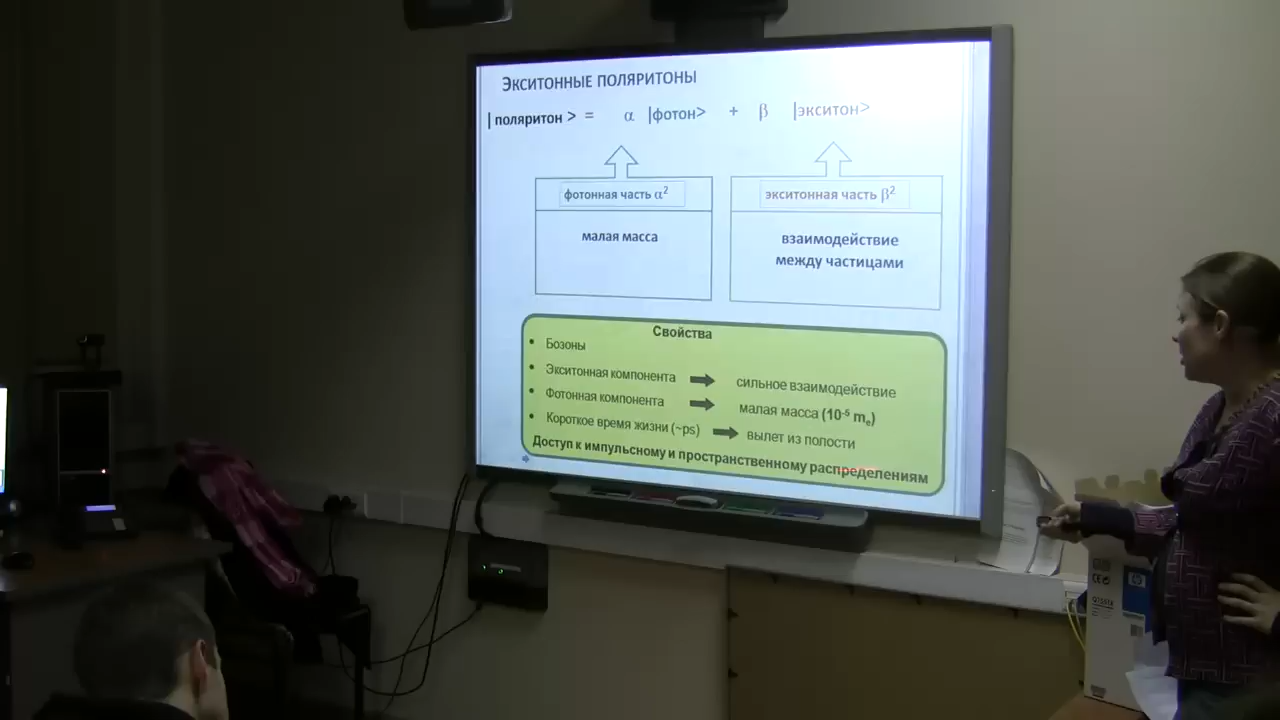 Экситонные поляритоны
| поляритон > = α |фотон> + β |экситон>
фотонная часть α² экситонная часть β²
малая масса
взаимодействие
между частицами
Свойства
• Бозоны
• Экситонная компонента ➡ сильное взаимодействие
• Фотонная компонента ➡ малая масса (10⁻⁵ mₑ)
• Короткое время жизни (~ps) ➡ вылет из полости
Доступ к импульсному и пространственному распределениям
hp